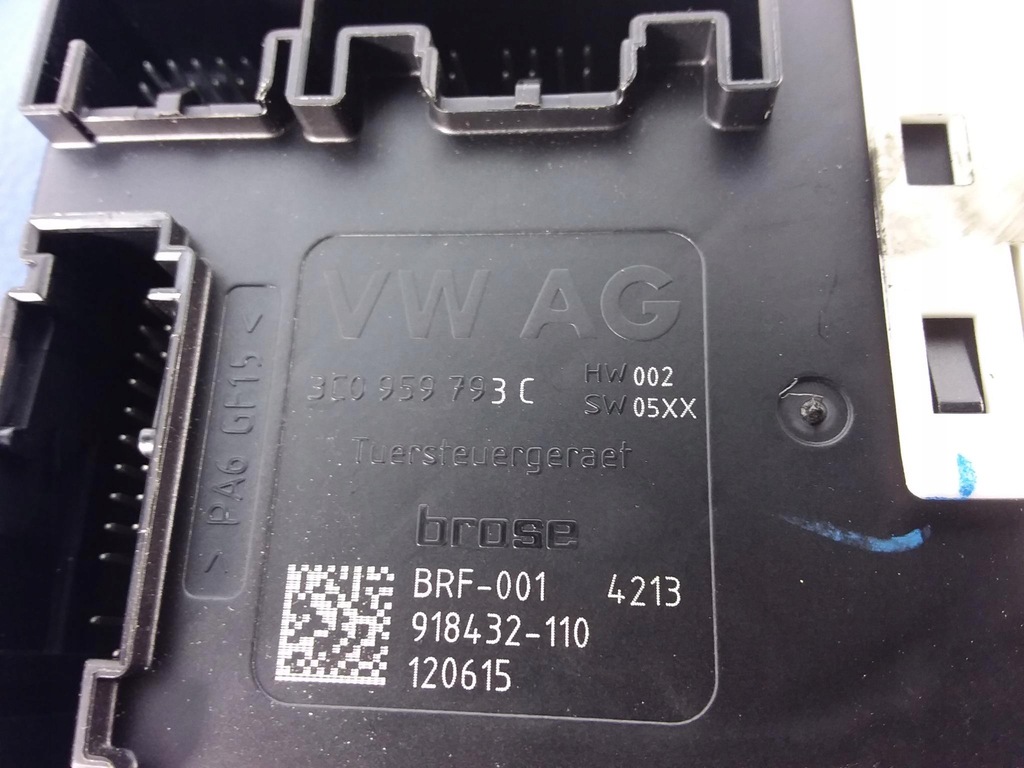 VW AG
3C0 959 793 C
HW 002
SW 05XX
Tuersteuergeraet
brose
BRF-001 4213
918432-110
120615
> PA6 GF15 <